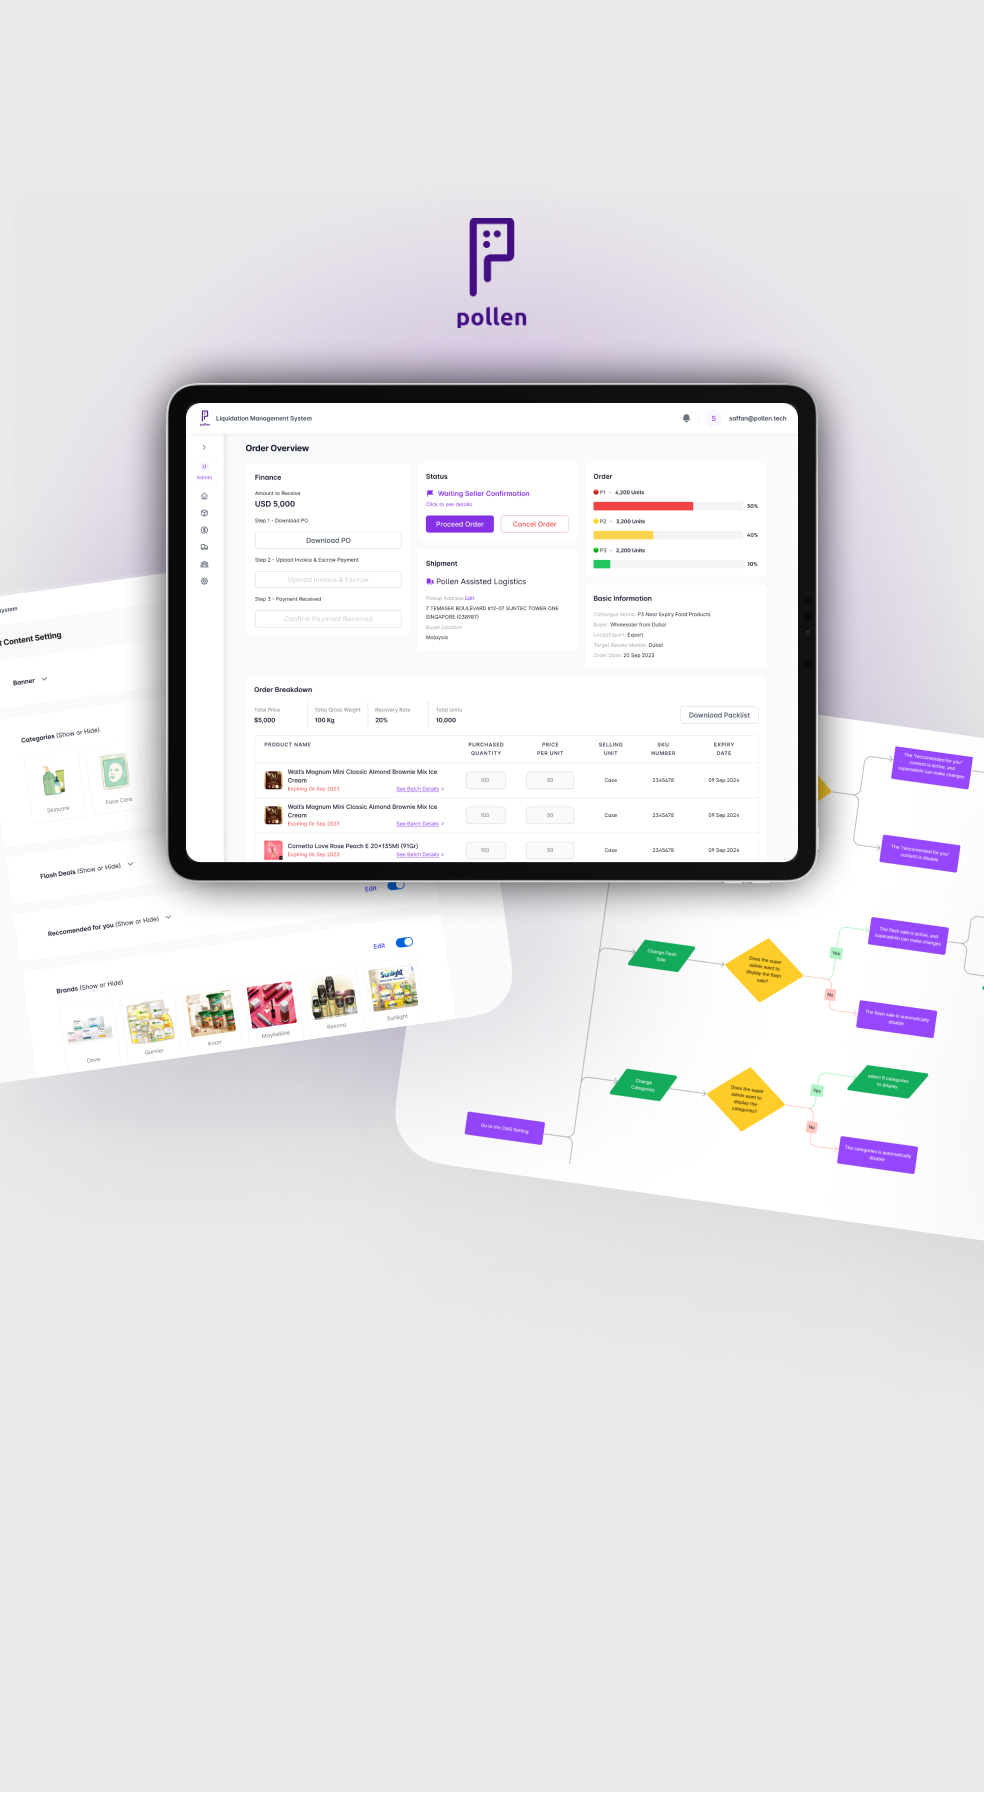 pollen
pollen
Liquidation Management System
S
saffan@pollen.tech
U
Admin
Order Overview
Finance
Amount to Receive
USD 5,000
Step 1 - Download PO
Download PO
Step 2 - Upload Invoice & Escrow Payment
Upload Invoice & Escrow
Step 3 - Payment Received
Confirm Payment Received
Status
Waiting Seller Confirmation
Click to see details
Proceed Order
Cancel Order
Shipment
Pollen Assisted Logistics
Pickup Address Edit
7 TEMASEK BOULEVARD #12-07 SUNTEC TOWER ONE
SINGAPORE (038987)
Buyer Location
Malaysia
Order
P1 - 4,200 Units
50%
P2 - 3,200 Units
40%
P3 - 2,200 Units
10%
Basic Information
Catalogue Name: P3 Near Expiry Food Products
Buyer: Wholesaler from Dubai
Local/Export: Export
Target Resale Market: Dubai
Order Date: 20 Sep 2023
Order Breakdown
Total Price
$5,000
Total Gross Weight
100 Kg
Recovery Rate
20%
Total Units
10,000
Download Packlist
PRODUCT NAME
PURCHASED
QUANTITY
PRICE
PER UNIT
SELLING
UNIT
SKU
NUMBER
EXPIRY
DATE
Wall's Magnum Mini Classic Almond Brownie Mix Ice
Cream
Expiring 06 Sep 2023
See Batch Details
100
50
Case
2345678
09 Sep 2024
Wall's Magnum Mini Classic Almond Brownie Mix Ice
Cream
Expiring 06 Sep 2023
See Batch Details
100
50
Case
2345678
09 Sep 2024
Cornetto Love Rose Peach E 20x135Ml (91Gr)
Expiring 06 Sep 2023
See Batch Details
100
50
Case
2345678
09 Sep 2024
ystem
t Content Setting
Banner
Categories (Show or Hide)
Skincare
Face Care
Flash Deals (Show or Hide)
Edit
Reccomended for you (Show or Hide)
Edit
Brands (Show or Hide)
Sunlight
Dove
Garnier
Knorr
Maybelline
Rexona
Sunlight
The "reccomended for you"
content is active, and
superadmin can make changes
The "reccomended for you"
content is disable
Change Flash
Sale
Does the super
admin want to
display the flash
sale?
Yes
The flash sale is active, and
superadmin can make changes
No
The flash sale is automatically
disable
Change
Categories
Does the super
admin want to
display the
categories?
Yes
select 6 categories
to display
No
The categories is automatically
disable
Go to the CMS Setting